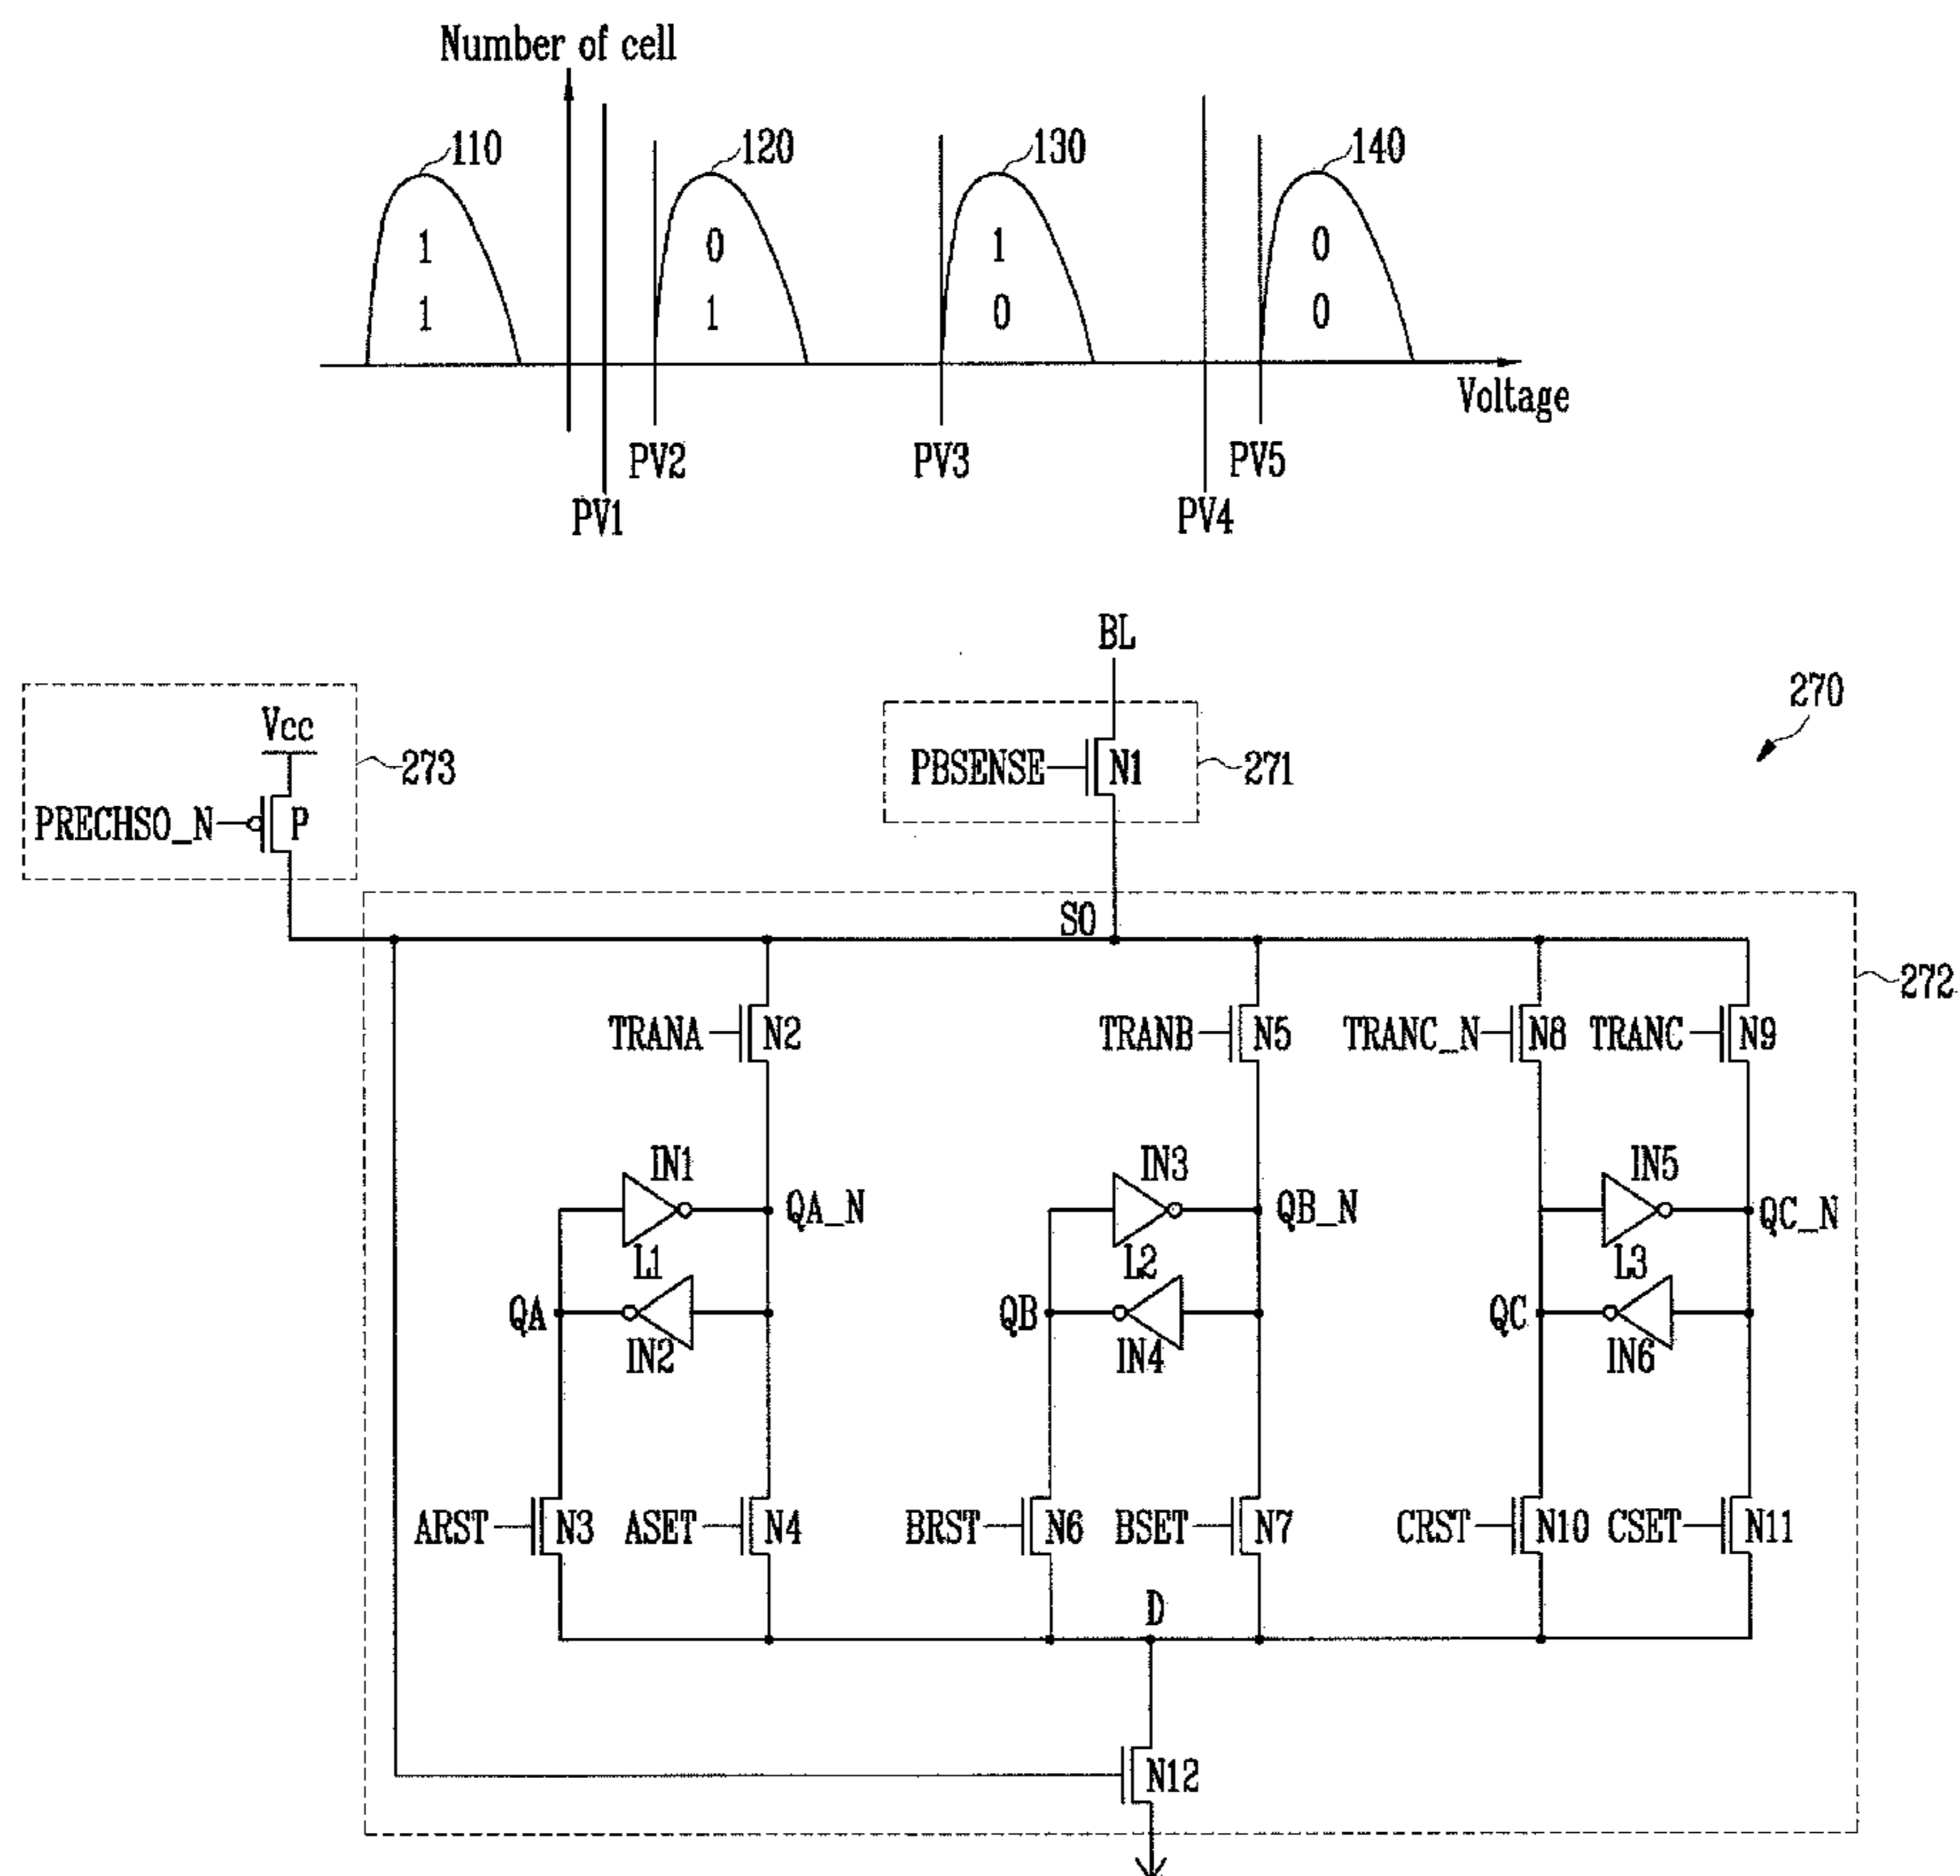 Number of cell
110
120
130
140
1
0
1
0
1
1
0
0
Voltage
PV2
PV3
PV5
PV1
PV4
BL
270
Vcc
273
PBSENSE
N1
271
PRECHSO_N
P
SO
272
TRANA
N2
TRANB
N5
TRANC_N
N8
TRANC
N9
IN1
IN3
IN5
QA_N
QB_N
QC_N
L1
L2
L3
QA
QB
QC
IN2
IN4
IN6
ARST
N3
ASET
N4
BRST
N6
BSET
N7
CRST
N10
CSET
N11
D
N12